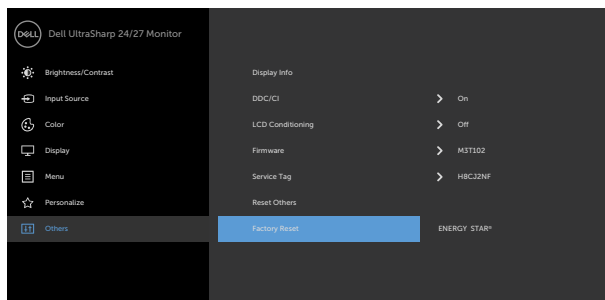 DELL Dell UltraSharp 24/27 Monitor
Brightness/Contrast Display Info
Input Source DDC/CI On
Color LCD Conditioning Off
Display Firmware M3T102
Menu Service Tag H8CJ2NF
Personalize Reset Others
Others Factory Reset ENERGY STAR®